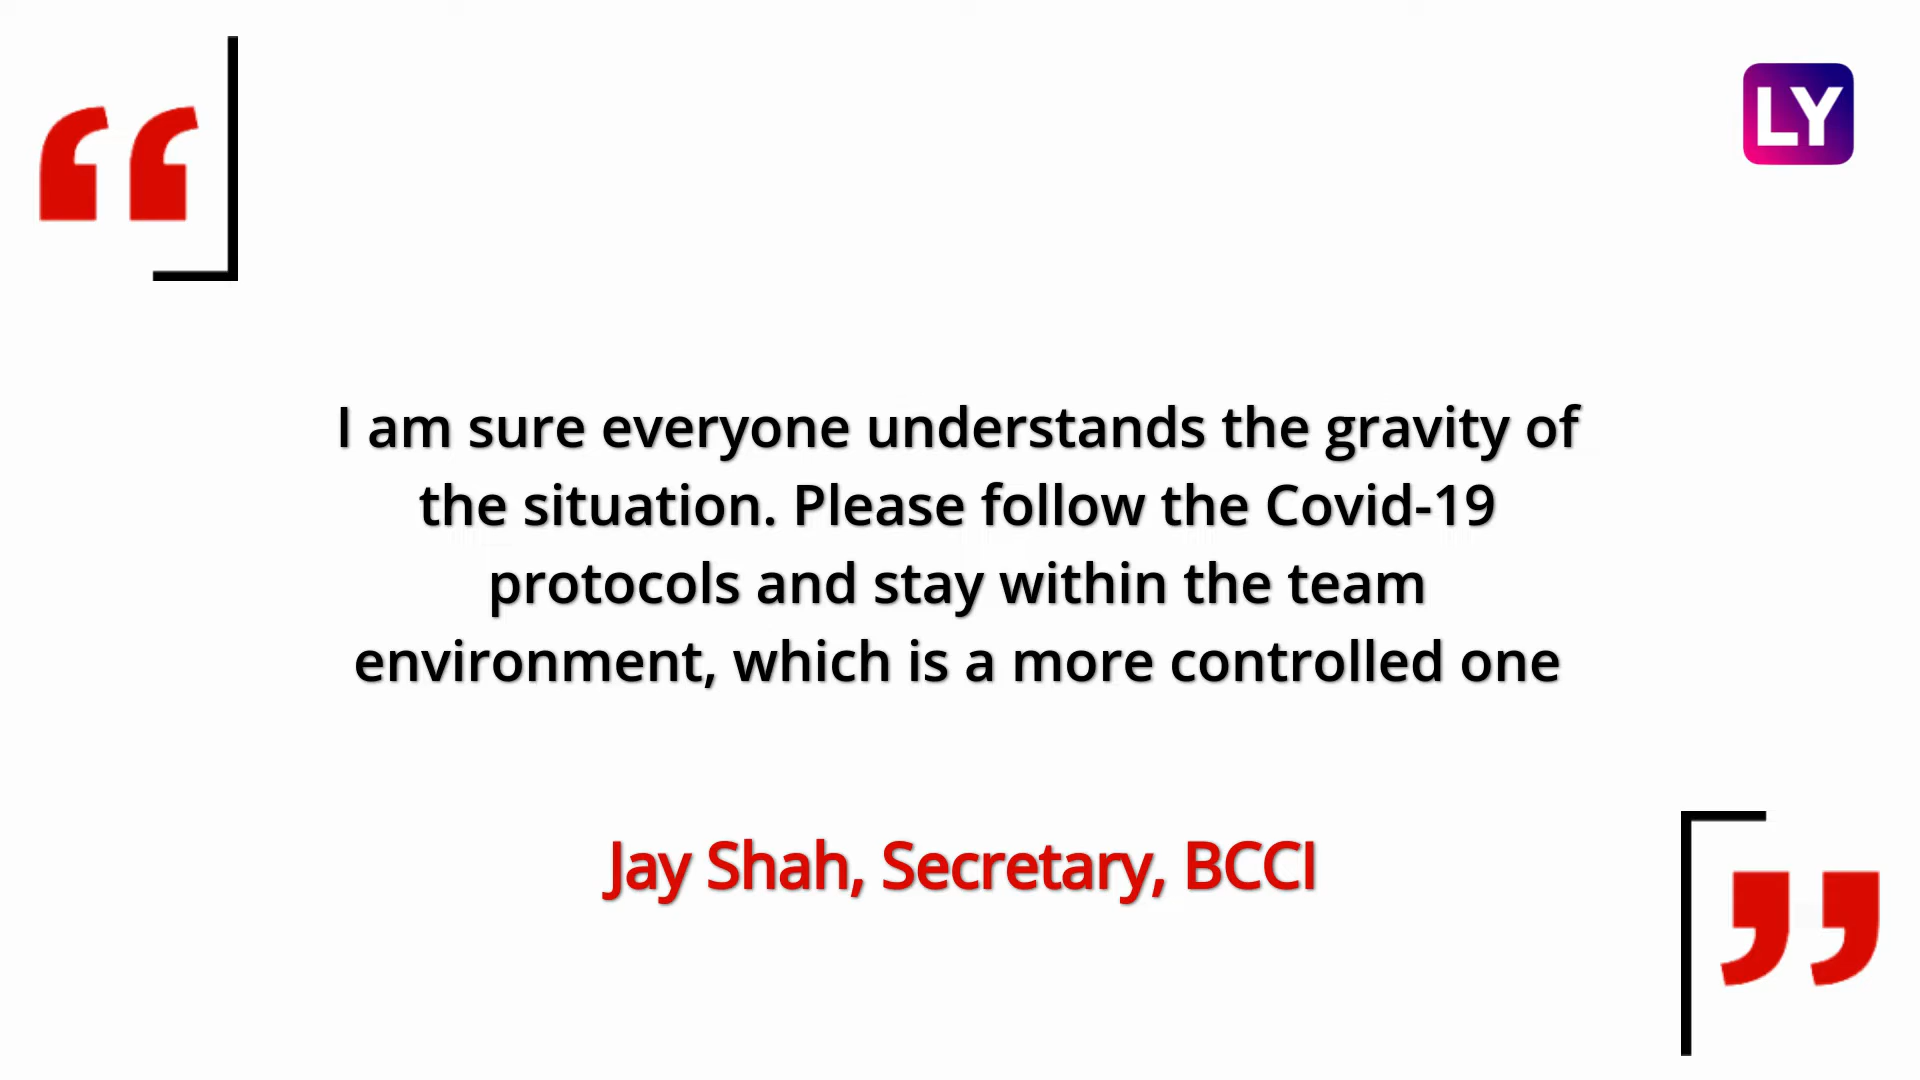 LY
I am sure everyone understands the gravity of
the situation. Please follow the Covid-19
protocols and stay within the team
environment, which is a more controlled one
Jay Shah, Secretary, BCCI